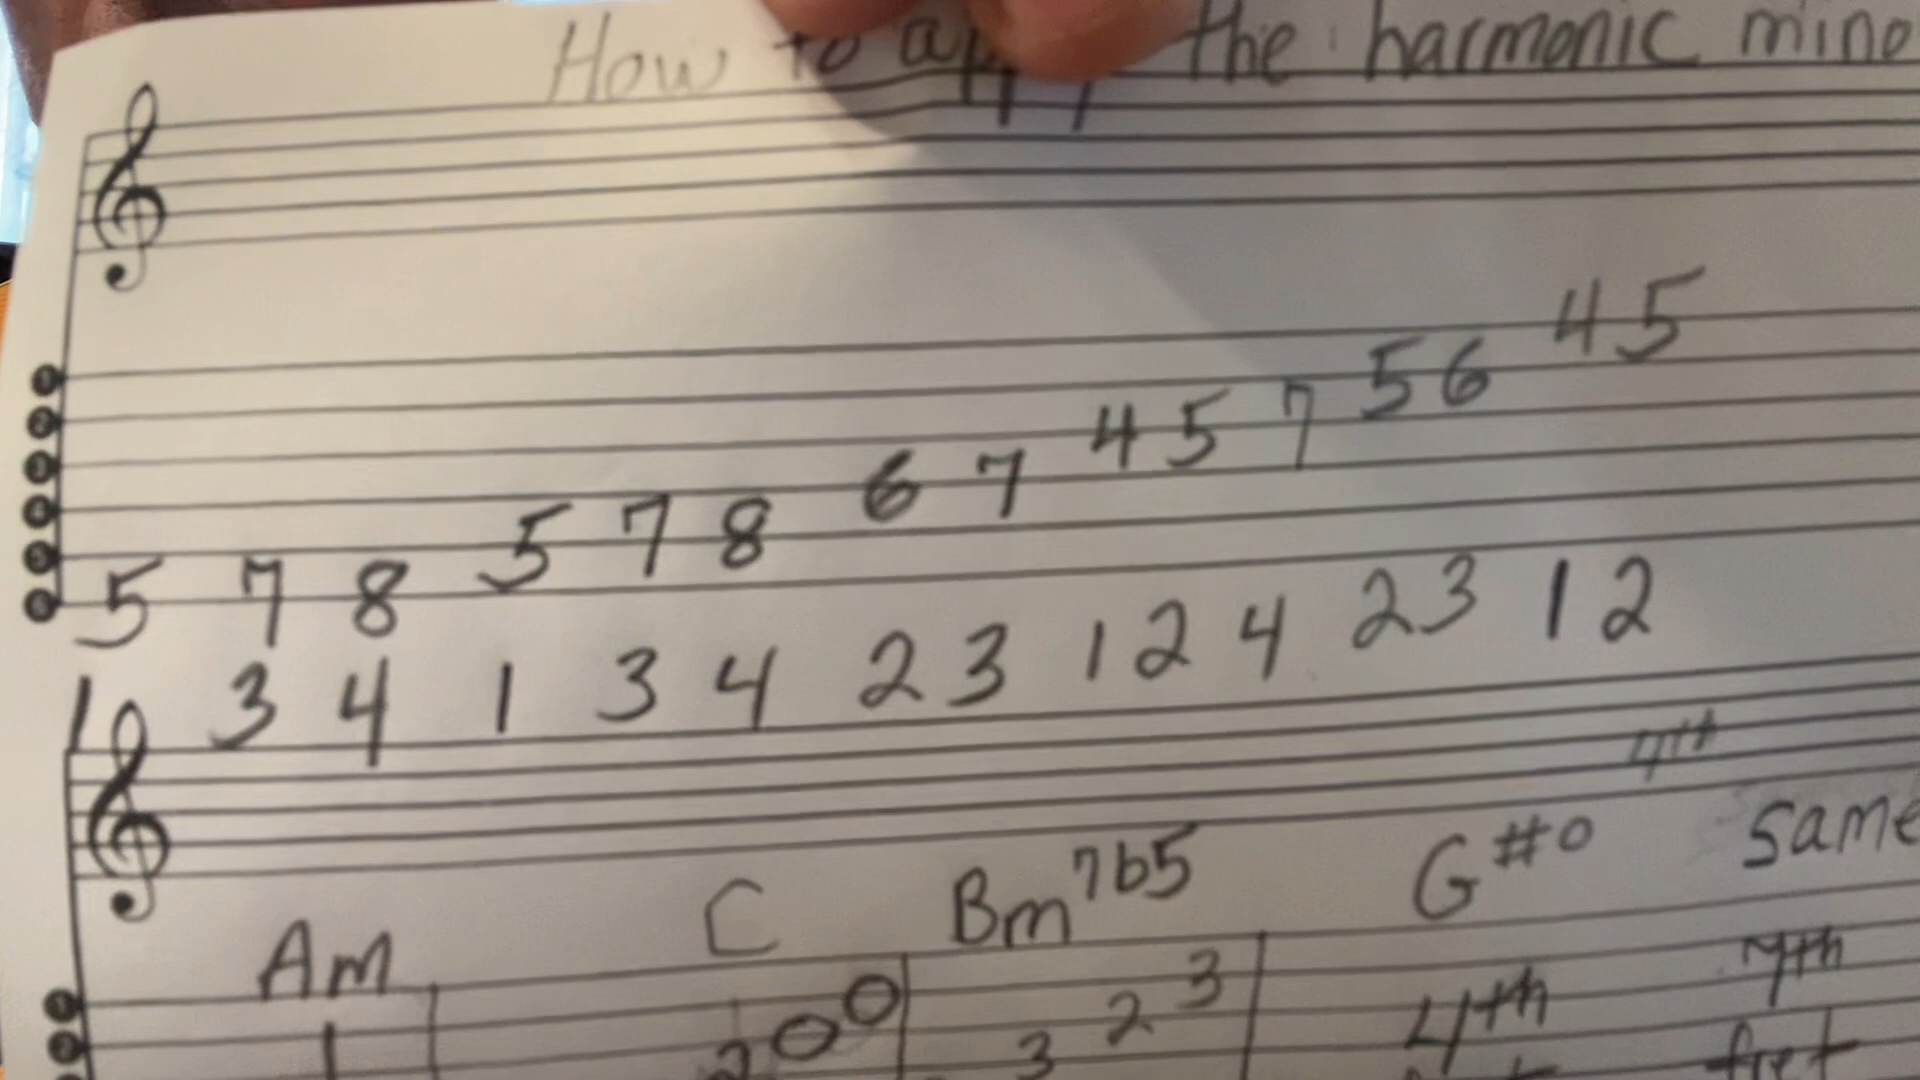 How to apply the harmonic mino
4 5
5 6
4 5 7
6 7
5 7 8
5 7 8
1 3 4 1 3 4 2 3 1 2 4 2 3 1 2
4th
Am C Bm7b5 G#o same
1 2 0 0 3 2 3 4th 7th
fret